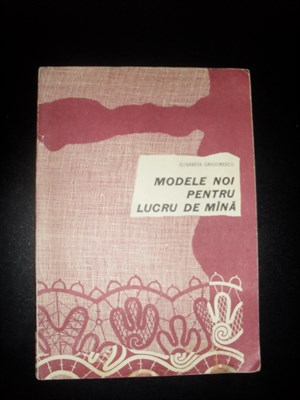 MODELE NOI
PENTRU
LUCRU DE MÎNĂ